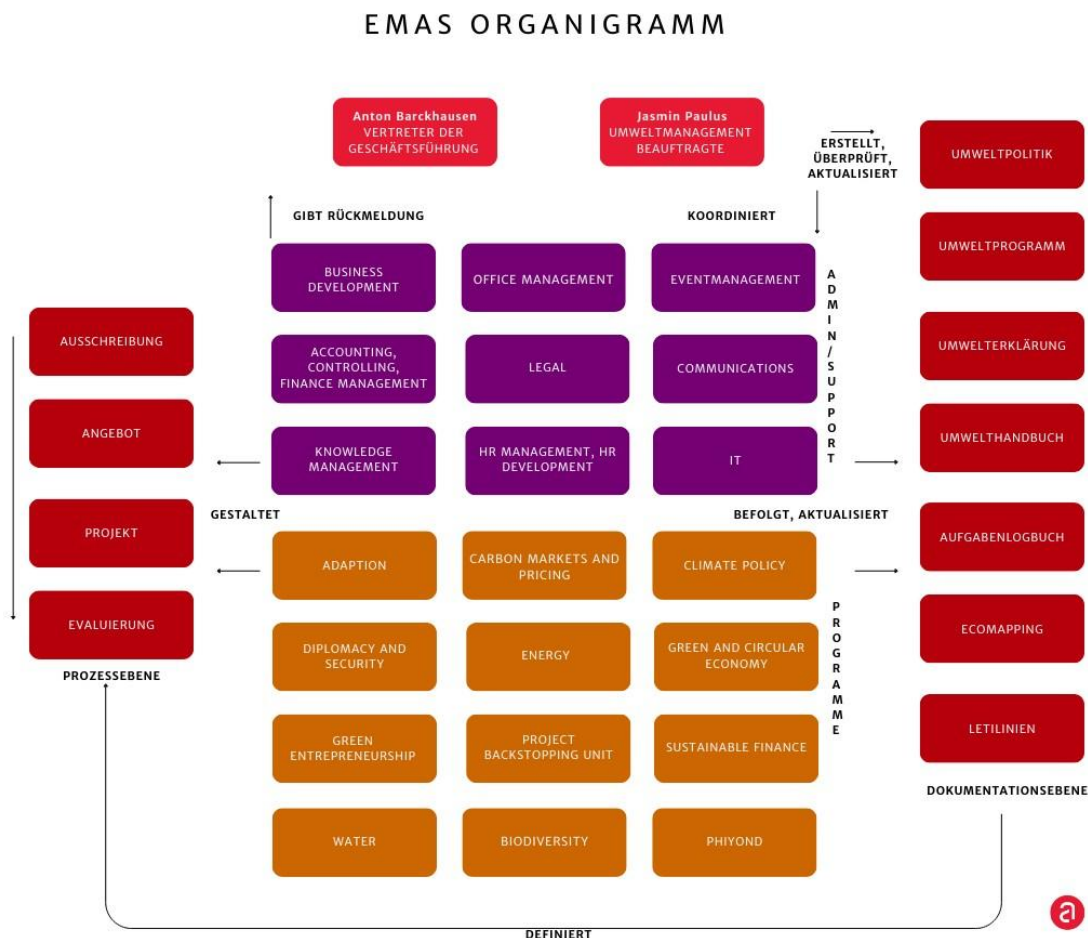 EMAS ORGANIGRAMM
Anton Barckhausen
VERTRETER DER
GESCHÄFTSFÜHRUNG
Jasmin Paulus
UMWELTMANAGEMENT
BEAUFTRAGTE
ERSTELLT,
ÜBERPRÜFT,
AKTUALISIERT
GIBT RÜCKMELDUNG
KOORDINIERT
BUSINESS
DEVELOPMENT
OFFICE MANAGEMENT
EVENTMANAGEMENT
ACCOUNTING,
CONTROLLING,
FINANCE MANAGEMENT
LEGAL
COMMUNICATIONS
KNOWLEDGE
MANAGEMENT
HR MANAGEMENT, HR
DEVELOPMENT
IT
ADMIN/SUPPORT
GESTALTET
BEFOLGT, AKTUALISIERT
ADAPTION
CARBON MARKETS AND
PRICING
CLIMATE POLICY
DIPLOMACY AND
SECURITY
ENERGY
GREEN AND CIRCULAR
ECONOMY
GREEN
ENTREPRENEURSHIP
PROJECT
BACKSTOPPING UNIT
SUSTAINABLE FINANCE
WATER
BIODIVERSITY
PHIYOND
PROGRAMME
AUSSCHREIBUNG
ANGEBOT
PROJEKT
EVALUIERUNG
PROZESSEBENE
UMWELTPOLITIK
UMWELTPROGRAMM
UMWELTERKLÄRUNG
UMWELTHANDBUCH
AUFGABENLOGBUCH
ECOMAPPING
LETILINIEN
DOKUMENTATIONSEBENE
DEFINIERT
a